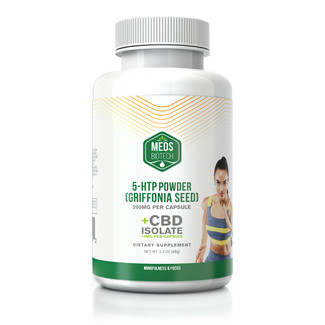 MEDS
BIOTECH
5-HTP POWDER
(GRIFFONIA SEED)
200MG PER CAPSULE
+CBD
ISOLATE
DIETARY SUPPLEMENT
MINDFULNESS & FOCUS